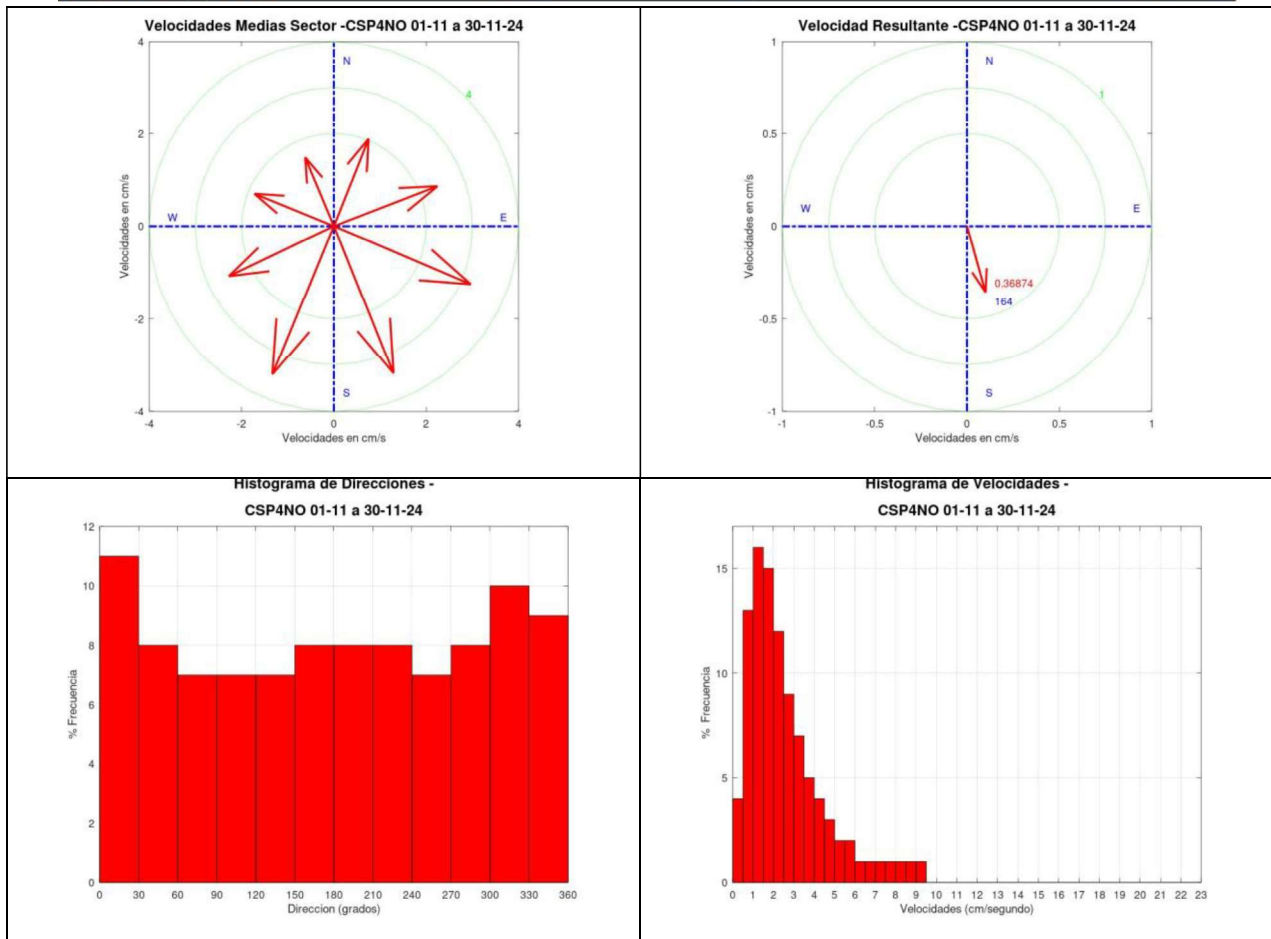 Velocidades Medias Sector -CSP4NO 01-11 a 30-11-24
4
N
4
2
Velocidades en cm/s
W
E
0
-2
S
-4
-4
-2
0
2
4
Velocidades en cm/s
Velocidad Resultante -CSP4NO 01-11 a 30-11-24
1
N
1
0.5
Velocidades en cm/s
W
E
0
0.36874
164
-0.5
S
-1
-1
-0.5
0
0.5
1
Velocidades en cm/s
Histograma de Direcciones -
CSP4NO 01-11 a 30-11-24
12
10
8
% Frecuencia
6
4
2
0
0 30 60 90 120 150 180 210 240 270 300 330 360
Direccion (grados)
Histograma de Velocidades -
CSP4NO 01-11 a 30-11-24
15
10
% Frecuencia
5
0
0 1 2 3 4 5 6 7 8 9 10 11 12 13 14 15 16 17 18 19 20 21 22 23
Velocidades (cm/segundo)